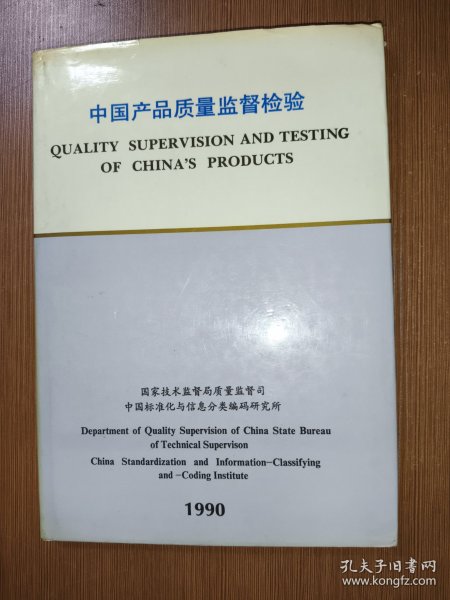 中国产品质量监督检验
QUALITY SUPERVISION AND TESTING
OF CHINA'S PRODUCTS
国家技术监督局质量监督司
中国标准化与信息分类编码研究所
Department of Quality Supervision of China State Bureau
of Technical Supervison
China Standardization and Information-Classifying
and -Coding Institute
1990
孔夫子旧书网
www.kongfz.com